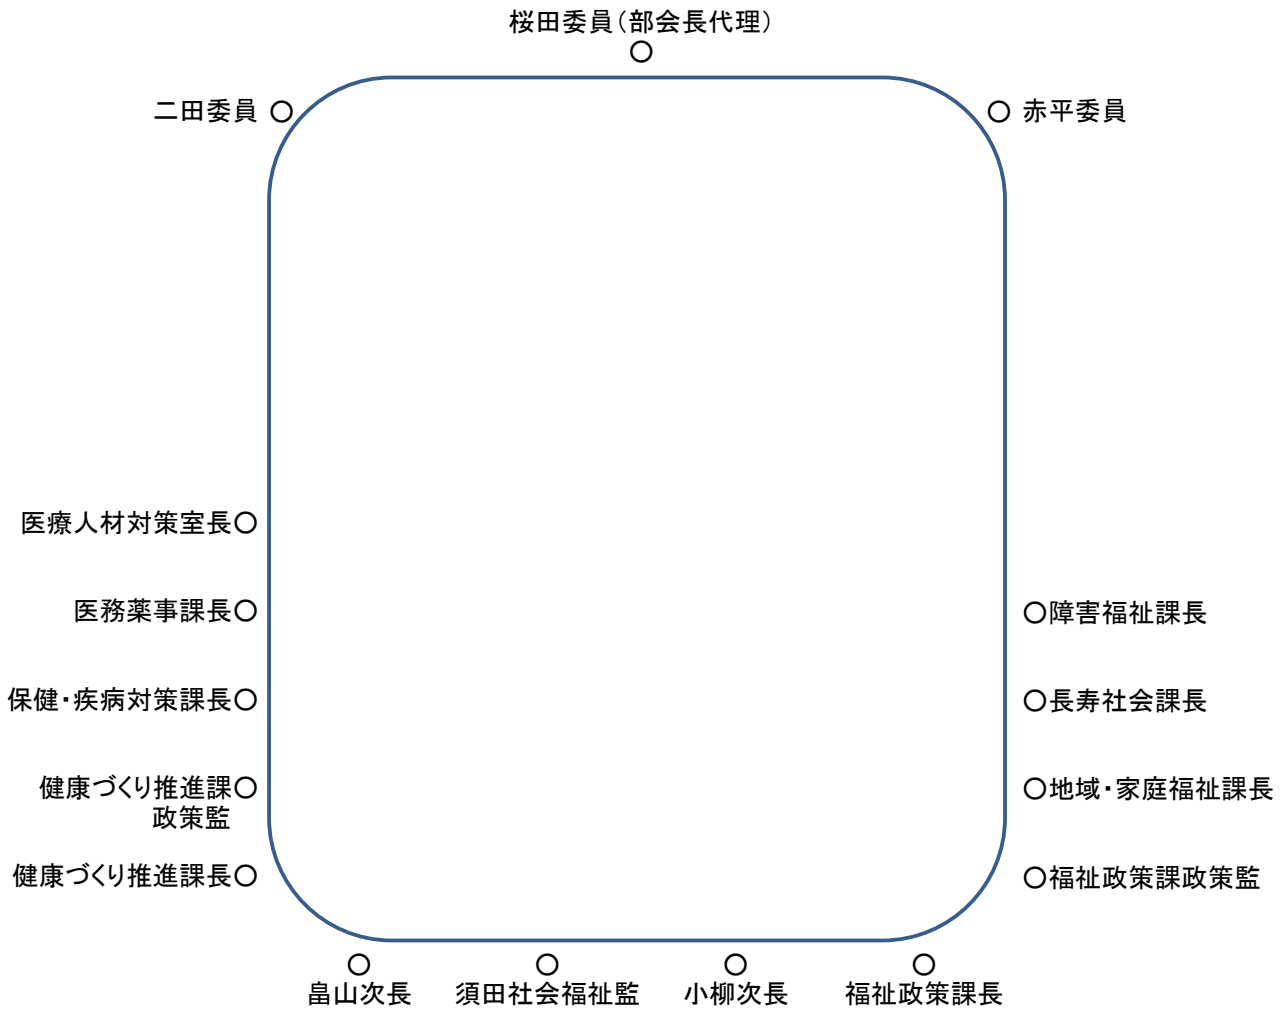 桜田委員(部会長代理)
○
二田委員 ○
○ 赤平委員
医療人材対策室長○
医務薬事課長○
○障害福祉課長
保健・疾病対策課長○
○長寿社会課長
健康づくり推進課○
政策監
○地域・家庭福祉課長
健康づくり推進課長○
○福祉政策課政策監
○ ○ ○ ○
畠山次長 須田社会福祉監 小柳次長 福祉政策課長